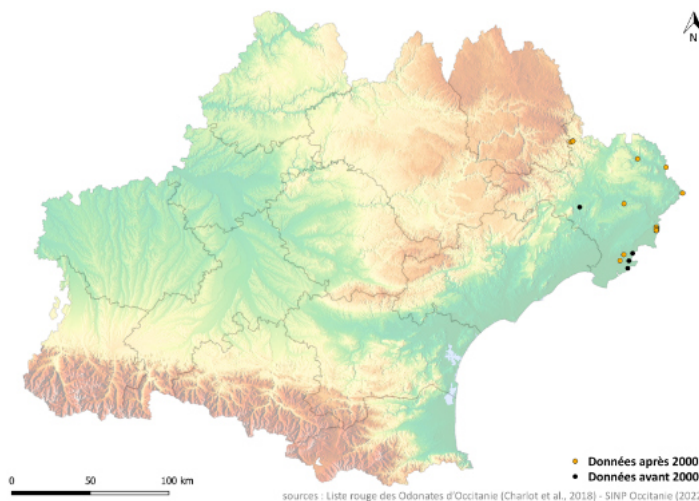 N
Données après 2000
Données avant 2000
0 50 100 km
sources : Liste rouge des Odonates d'Occitanie (Charlot et al., 2018) - SINP Occitanie (202